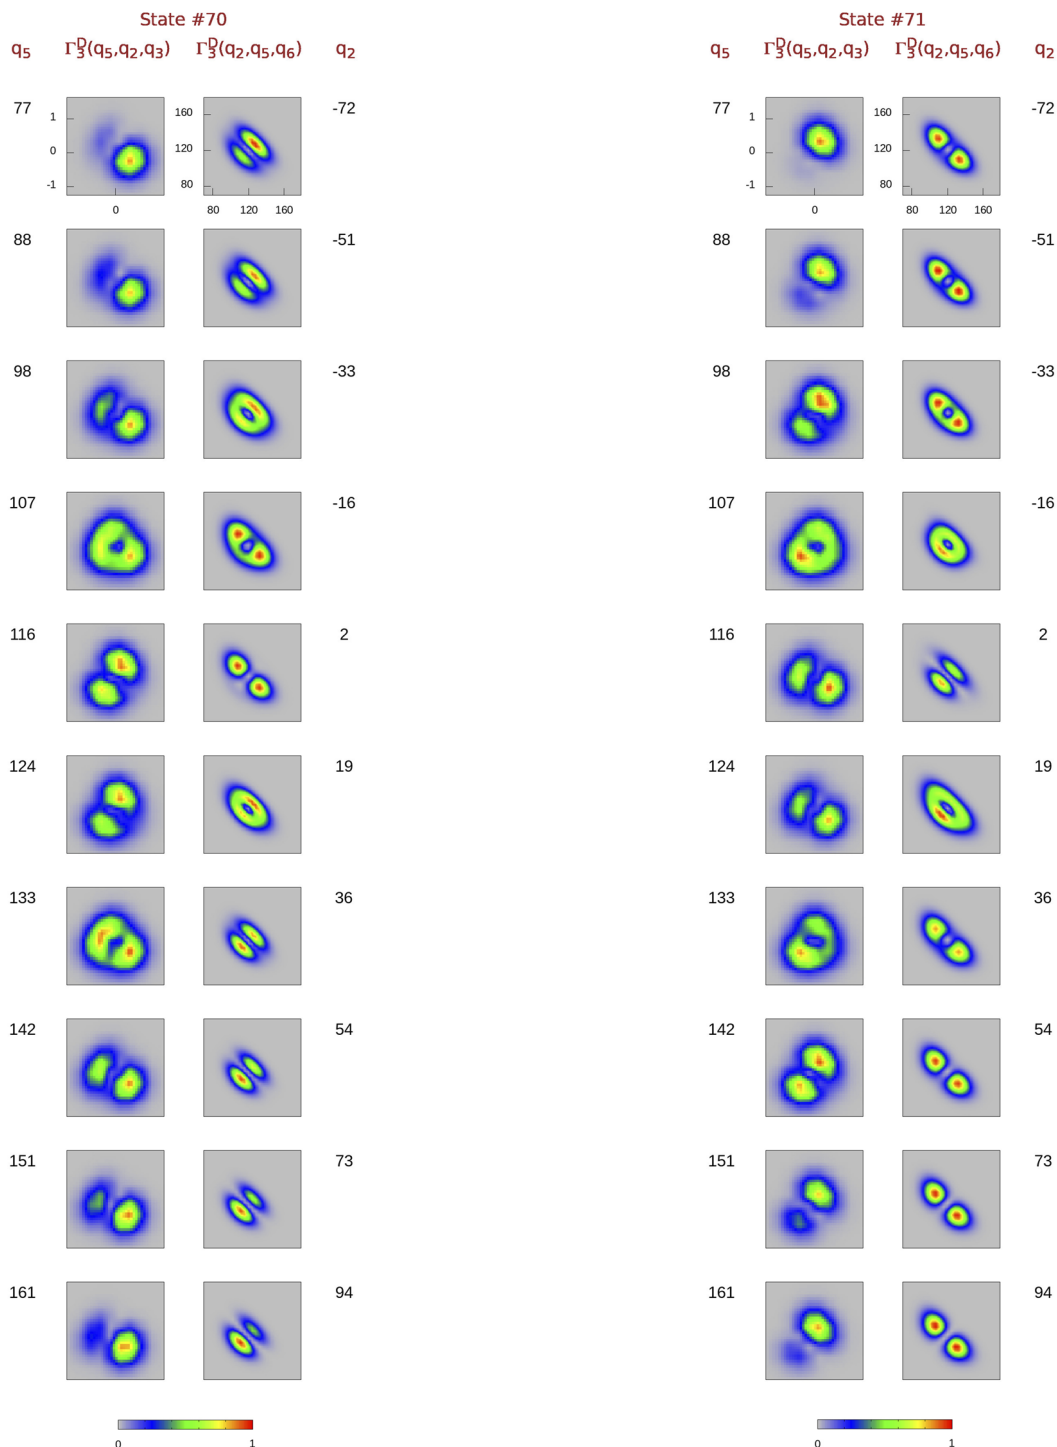 State #70 State #71
q5 Γ3D(q5,q2,q3) Γ3D(q2,q5,q6) q2 q5 Γ3D(q5,q2,q3) Γ3D(q2,q5,q6) q2
77 1 160 -72 77 1 160 -72
0 120 0 120
-1 80 -1 80
0 80 120 160 0 80 120 160
88 -51 88 -51
98 -33 98 -33
107 -16 107 -16
116 2 116 2
124 19 124 19
133 36 133 36
142 54 142 54
151 73 151 73
161 94 161 94
0 1 0 1